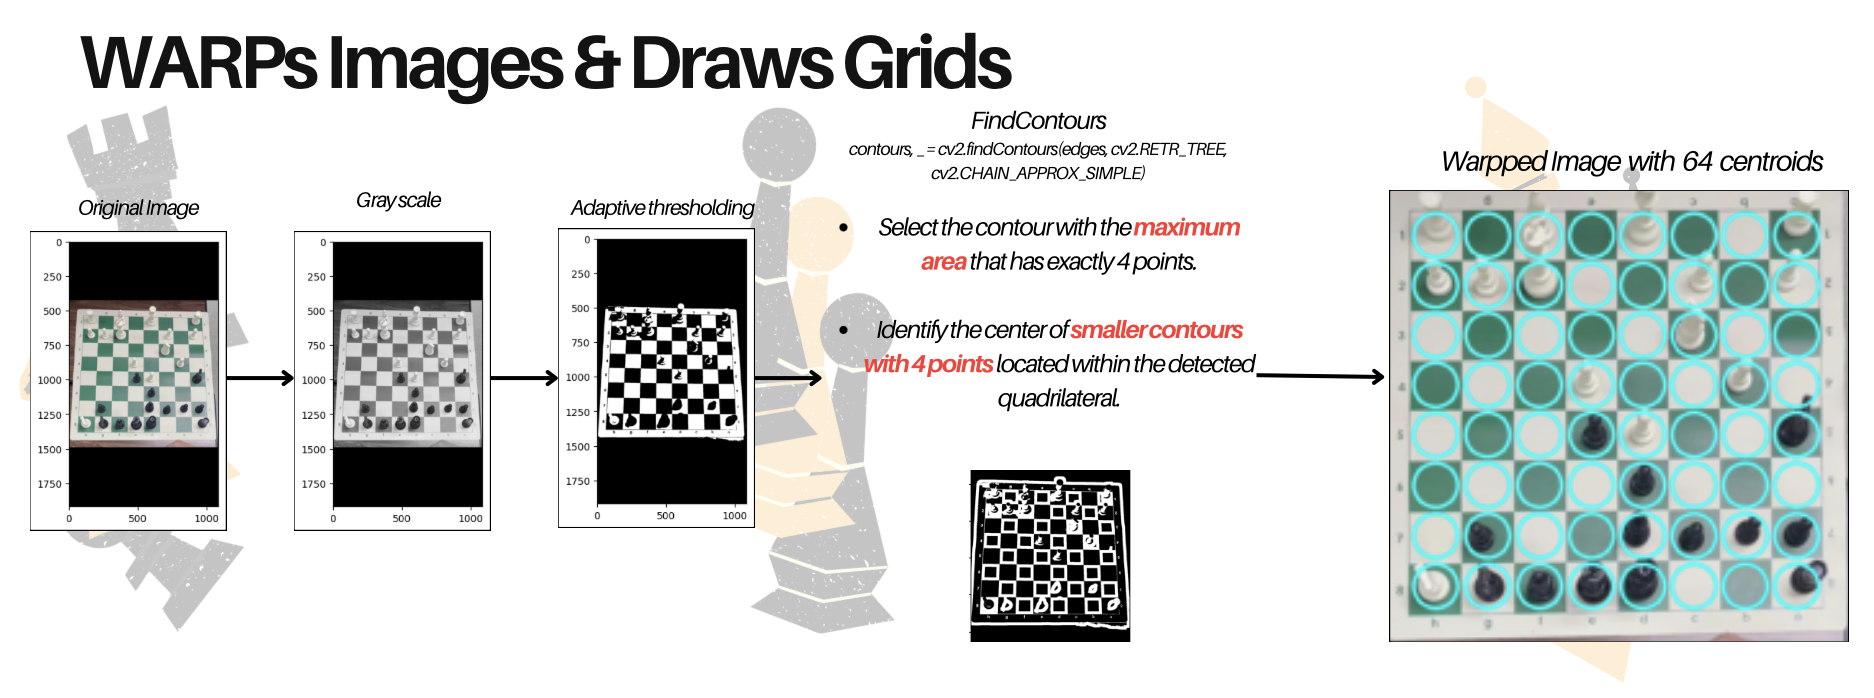 WARPs Images & Draws Grids
FindContours
contours, _ = cv2.findContours(edges, cv2.RETR_TREE,
cv2.CHAIN_APPROX_SIMPLE)
Warpped Image with 64 centroids
Original Image
Gray scale
Adaptive thresholding
0
250
500
750
1000
1250
1500
1750
0
500
1000
0
250
500
750
1000
1250
1500
1750
0
500
1000
0
250
500
750
1000
1250
1500
1750
0
500
1000
• Select the contour with the maximum
area that has exactly 4 points.
• Identify the center of smaller contours
with 4 points located within the detected
quadrilateral.
h g f e d c b